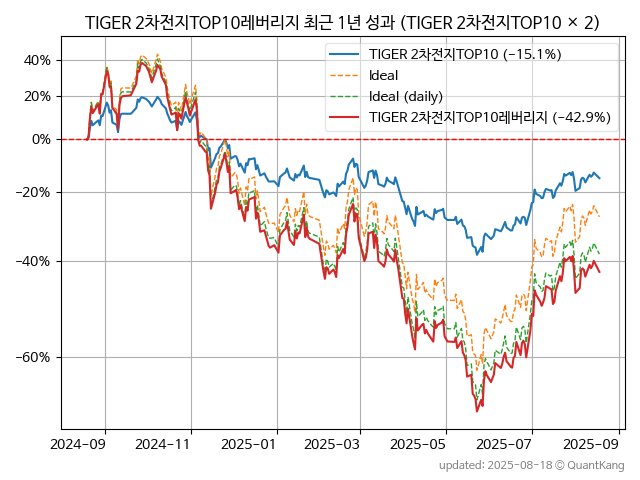 TIGER 2차전지TOP10레버리지 최근 1년 성과 (TIGER 2차전지TOP10 × 2)
TIGER 2차전지TOP10 (−15.1%)
Ideal
Ideal (daily)
TIGER 2차전지TOP10레버리지 (−42.9%)
40%
20%
0%
−20%
−40%
−60%
2024−09
2024−11
2025−01
2025−03
2025−05
2025−07
2025−09
updated: 2025-08-18 © QuantKang